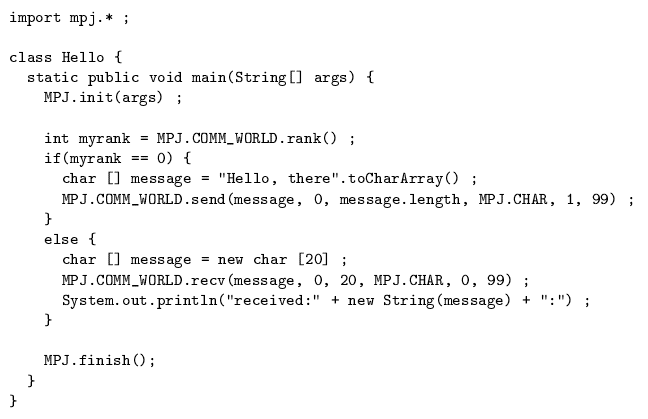 import mpj.* ;
class Hello {
static public void main(String[] args) {
MPJ.init(args) ;
int myrank = MPJ.COMM_WORLD.rank() ;
if(myrank == 0) {
char [] message = "Hello, there".toCharArray() ;
MPJ.COMM_WORLD.send(message, 0, message.length, MPJ.CHAR, 1, 99) ;
}
else {
char [] message = new char [20] ;
MPJ.COMM_WORLD.recv(message, 0, 20, MPJ.CHAR, 0, 99) ;
System.out.println("received:" + new String(message) + ":") ;
}
MPJ.finish();
}
}